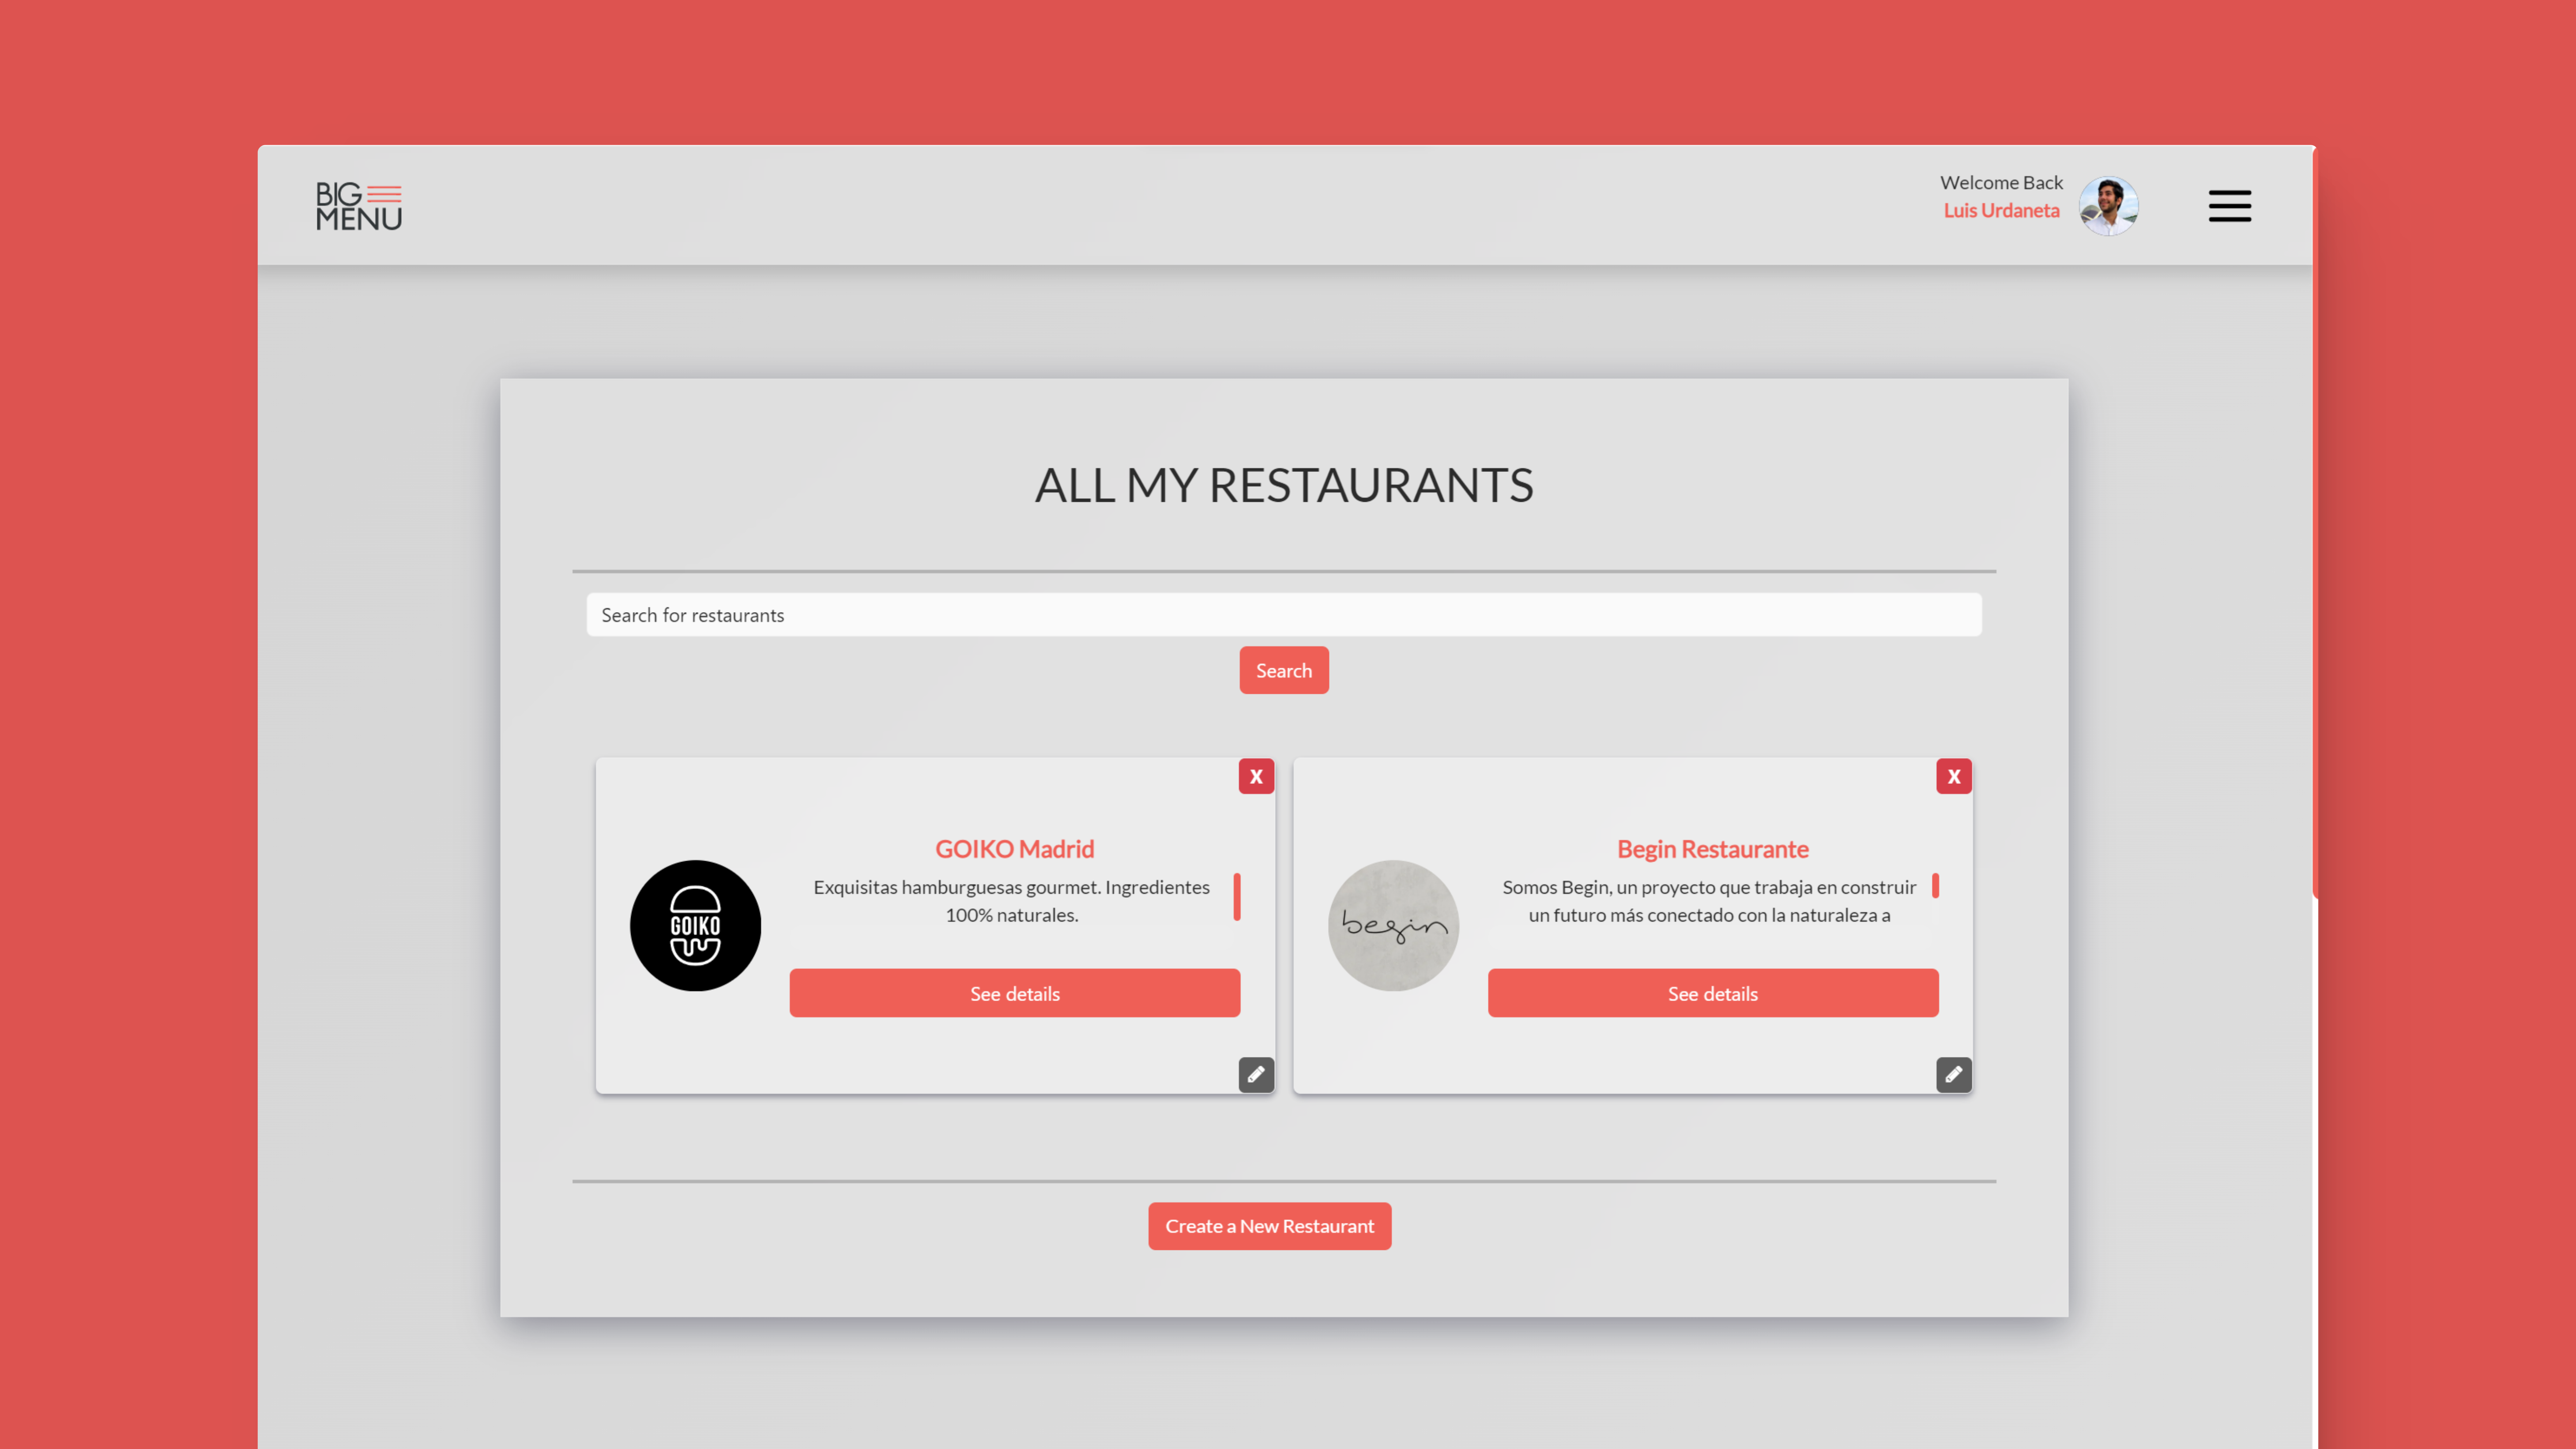 BIG
MENU
Welcome Back
Luis Urdaneta
ALL MY RESTAURANTS
Search for restaurants
Search
X
X
GOIKO Madrid
Exquisitas hamburguesas gourmet. Ingredientes
100% naturales.
GOIKO
See details
Begin Restaurante
Somos Begin, un proyecto que trabaja en construir
un futuro más conectado con la naturaleza a
begin
See details
Create a New Restaurant